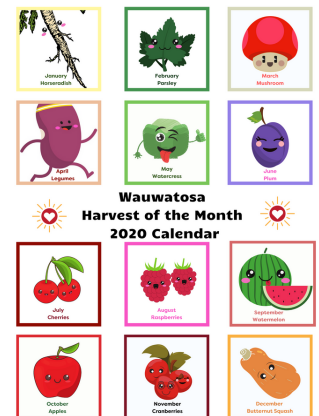 January
Horseradish
February
Parsley
March
Mushroom
April
Legumes
May
Watercress
June
Plum
Wauwatosa
Harvest of the Month
2020 Calendar
July
Cherries
August
Raspberries
September
Watermelon
October
Apples
November
Cranberries
December
Butternut Squash